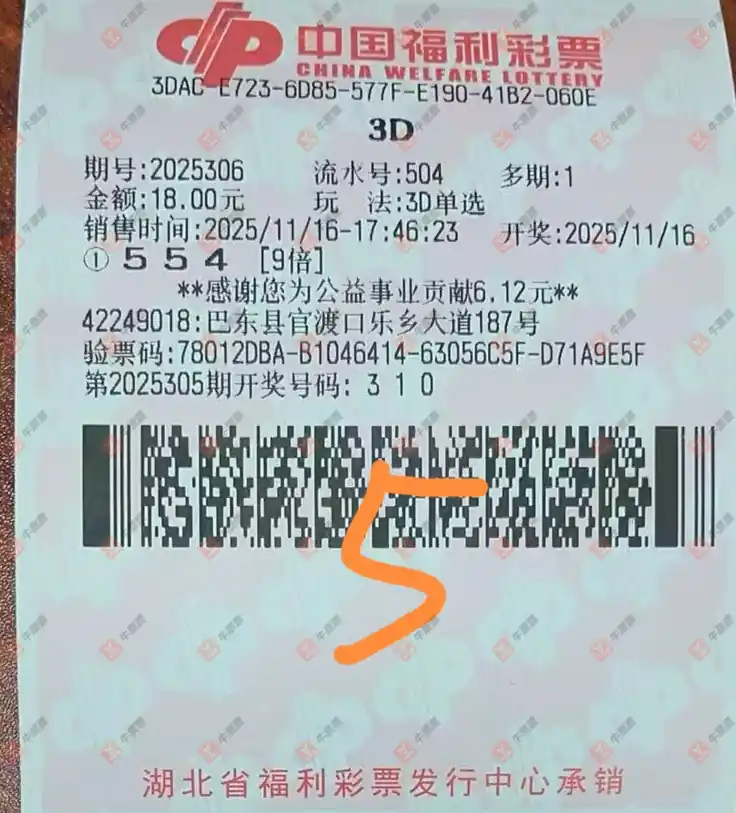 中国福利彩票
CHINA WELFARE LOTTERY
3DAC-E723-6D85-577F-E190-41B2-060E
3D
期号:2025306 流水号:504 多期:1
金额:18.00元 玩 法:3D单选
销售时间:2025/11/16-17:46:23 开奖:2025/11/16
① 5 5 4 [9倍]
**感谢您为公益事业贡献6.12元**
42249018:巴东县官渡口乐乡大道187号
验票码:78012DBA-B1046414-63056C5F-D71A9E5F
第2025305期开奖号码: 3 1 0
5
湖北省福利彩票发行中心承销